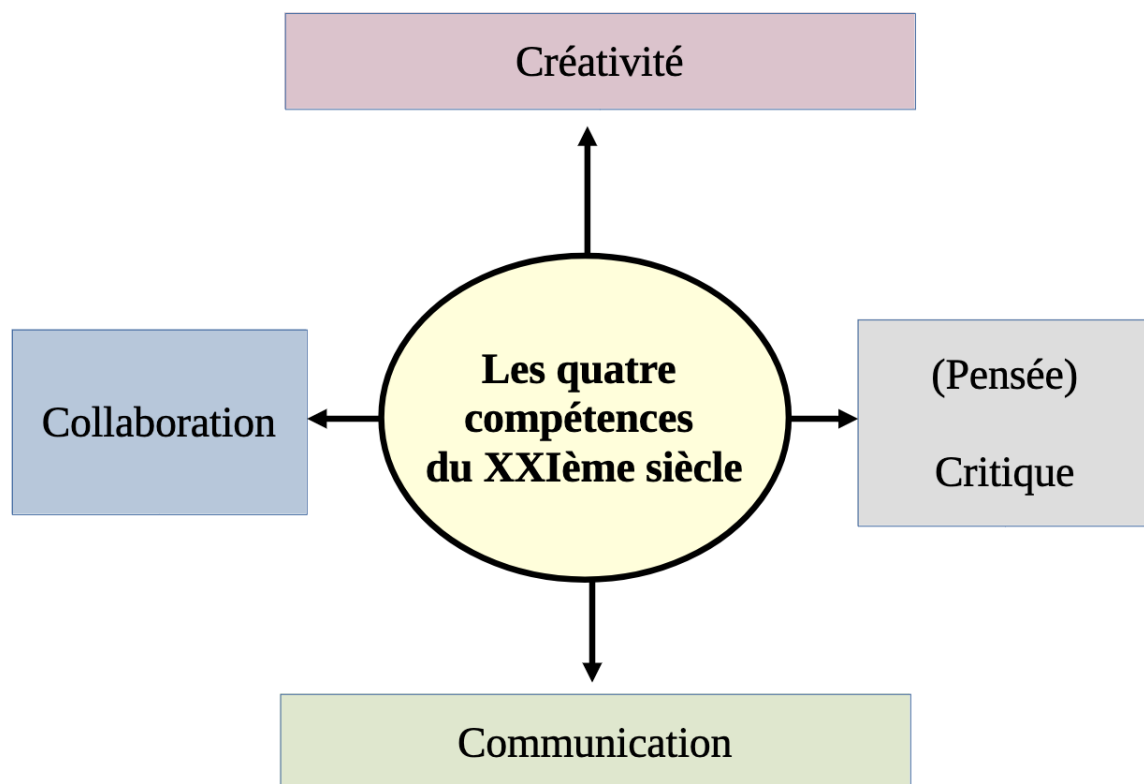 Créativité
Collaboration
Les quatre
compétences
du XXIème siècle
(Pensée)
Critique
Communication